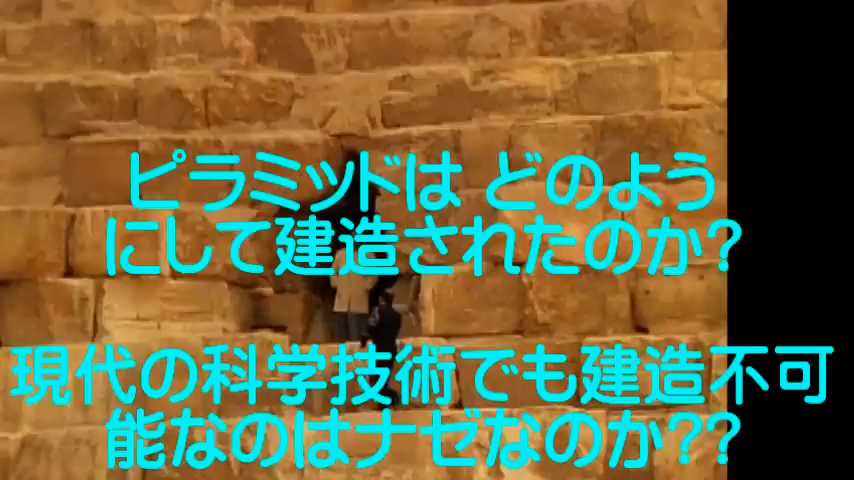 ピラミッドは どのよう
にして建造されたのか?
現代の科学技術でも建造不可
能なのはナゼなのか??